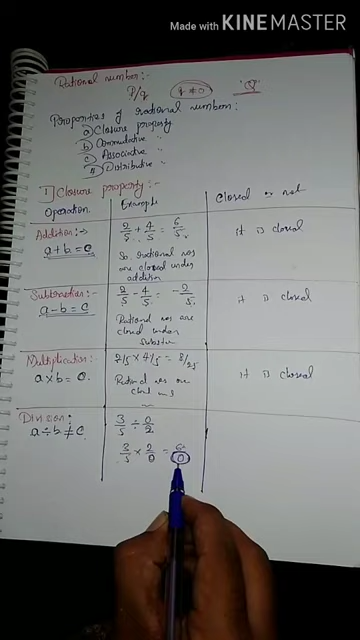 Made with KINEMASTER
Rational number:-
P/q q ≠ 0 "Q"
Properties of rational number:
a) Closure property
b) Commutative "
c) Associative "
d) Distributive "
1) Closure property:-
Operation Example Closed or not
Addition:- 2/5 + 4/5 = 6/5 it is closed
a + b = C
So rational nos are closed under addition
Subtraction:- 2/5 - 4/5 = -2/5 it is closed
a - b = C
Rational nos are closed under
Multiplication:- 2/5 × 4/5 = 8/25 it is closed
a × b = C
Rational nos are
Division:- 3/5 ÷ 0/2
a ÷ b ≠ C
3/5 × 2/0 = 6/0